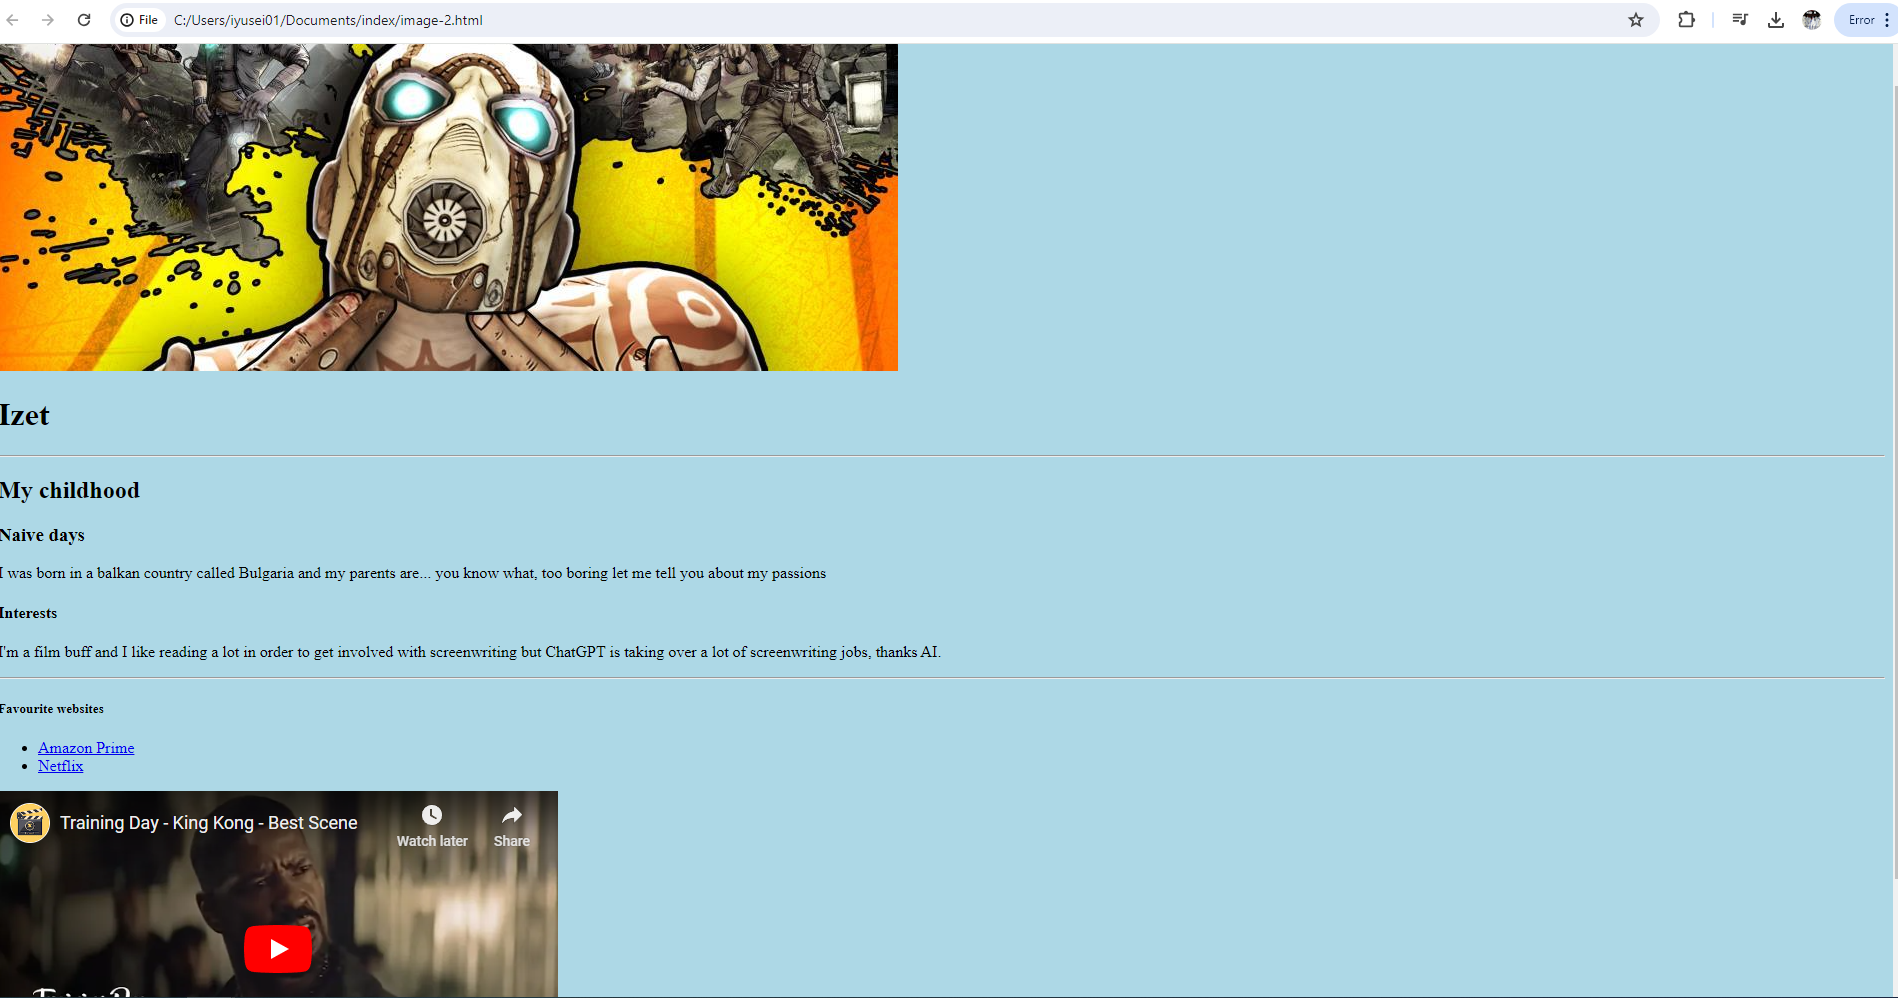 File
C:/Users/iyusei01/Documents/index/image-2.html
Error
Izet
My childhood
Naive days
I was born in a balkan country called Bulgaria and my parents are... you know what, too boring let me tell you about my passions
Interests
I'm a film buff and I like reading a lot in order to get involved with screenwriting but ChatGPT is taking over a lot of screenwriting jobs, thanks AI.
Favourite websites
Amazon Prime
Netflix
Training Day - King Kong - Best Scene
Watch later
Share